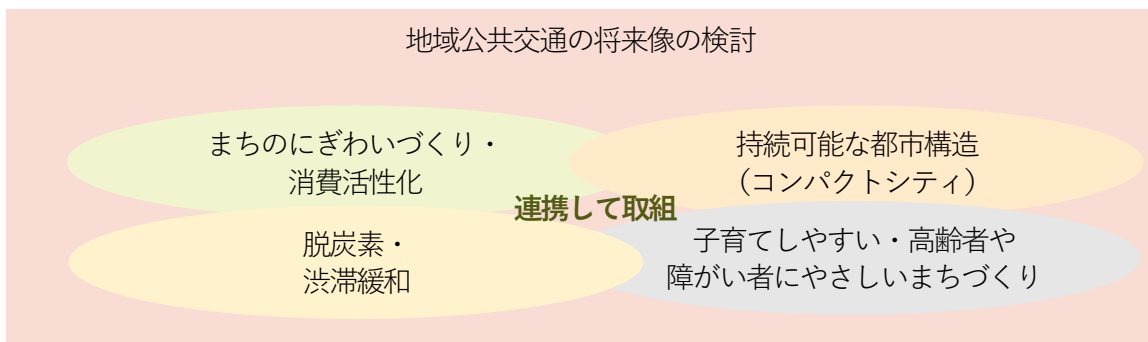 地域公共交通の将来像の検討
まちのにぎわいづくり・
消費活性化
持続可能な都市構造
（コンパクトシティ）
連携して取組
脱炭素・
渋滞緩和
子育てしやすい・高齢者や
障がい者にやさしいまちづくり